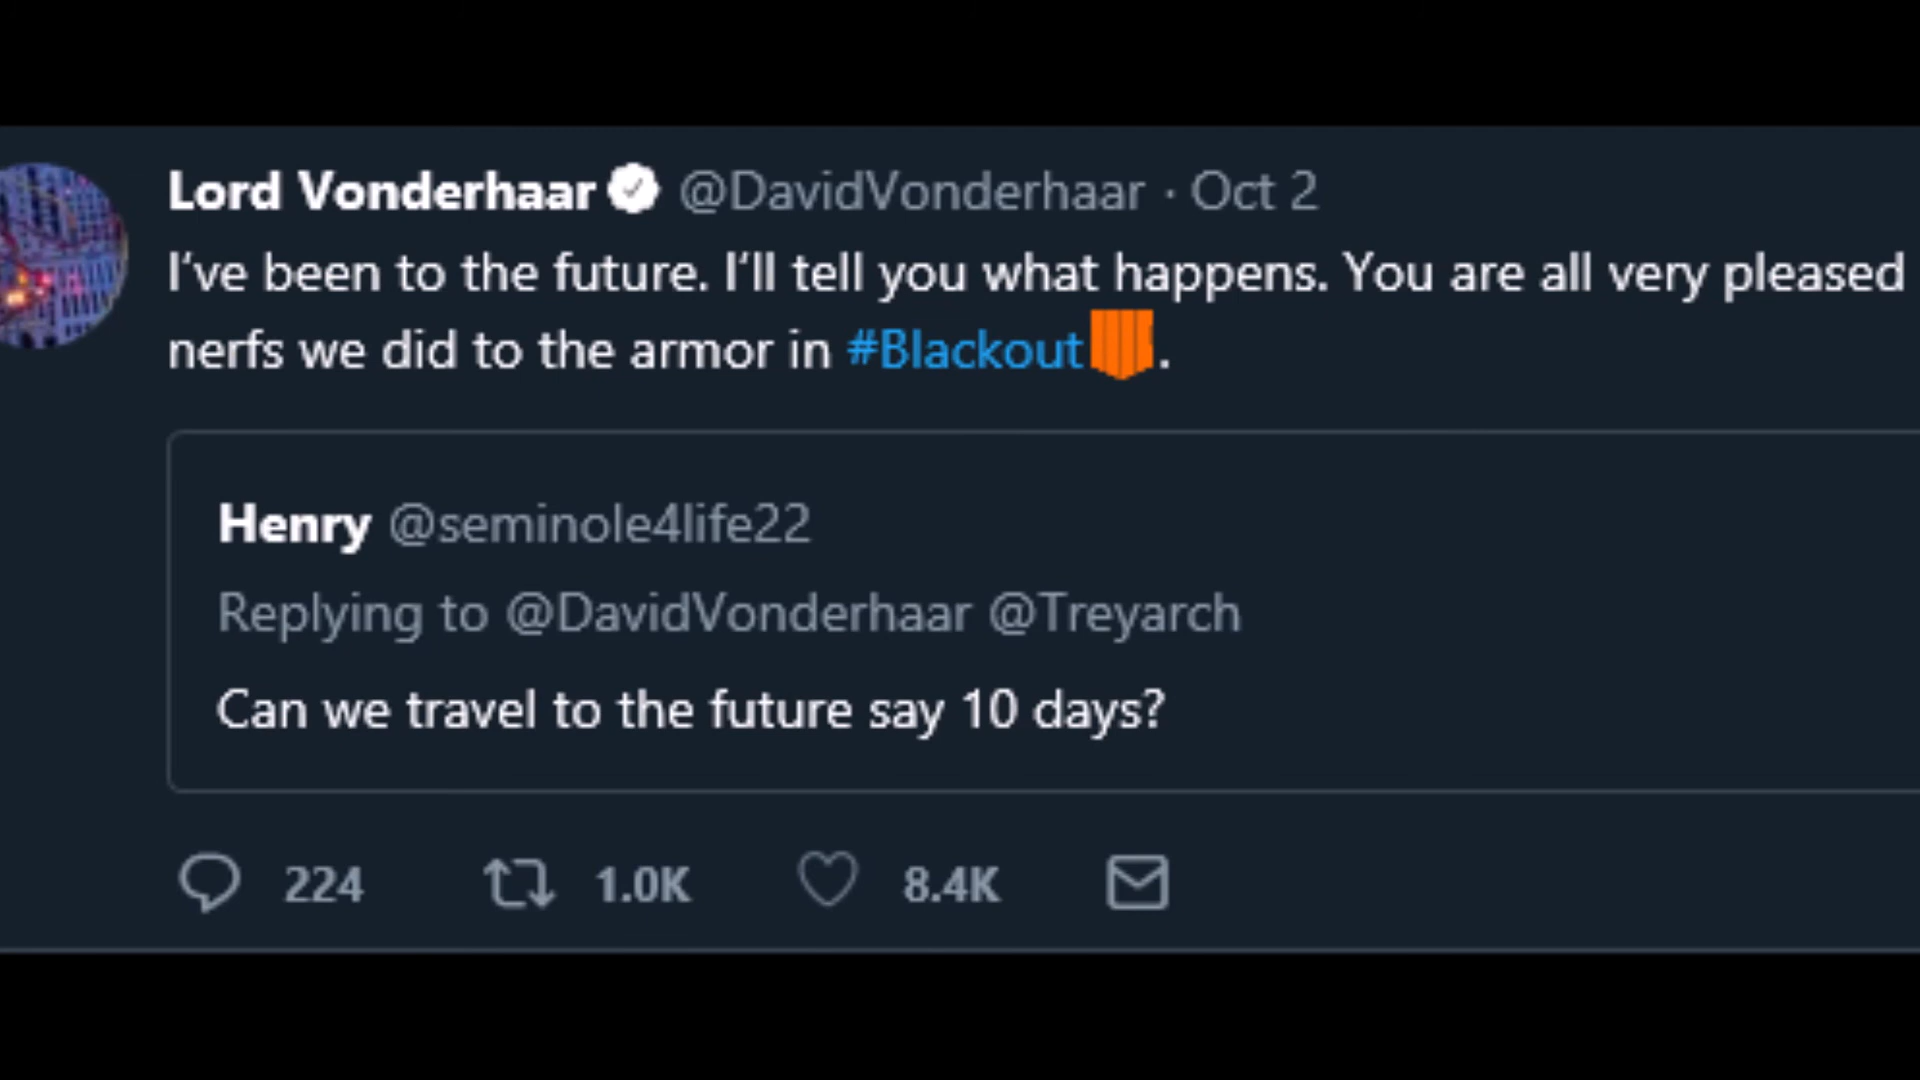 Lord Vonderhaar @DavidVonderhaar · Oct 2
I've been to the future. I'll tell you what happens. You are all very pleased
nerfs we did to the armor in #Blackout.
Henry @seminole4life22
Replying to @DavidVonderhaar @Treyarch
Can we travel to the future say 10 days?
224 1.0K 8.4K